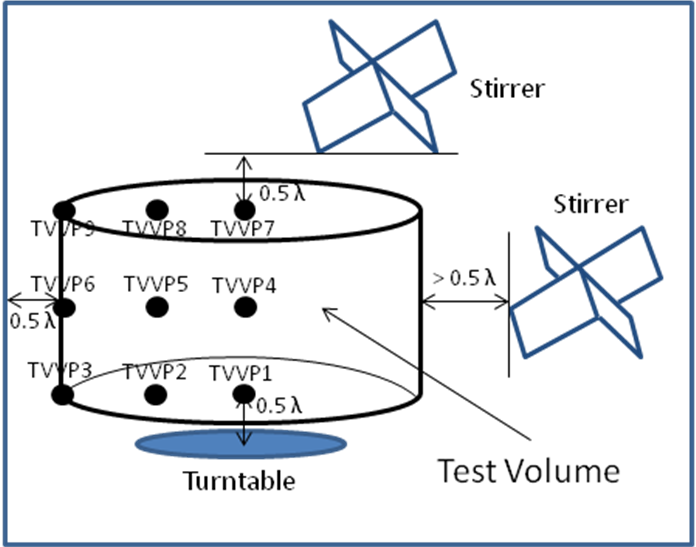 Stirrer
0.5 λ
Stirrer
TVVP9 TVVP8 TVVP7
> 0.5 λ
TVVP6 TVVP5 TVVP4
0.5 λ
TVVP3 TVVP2 TVVP1
0.5 λ
Test Volume
Turntable